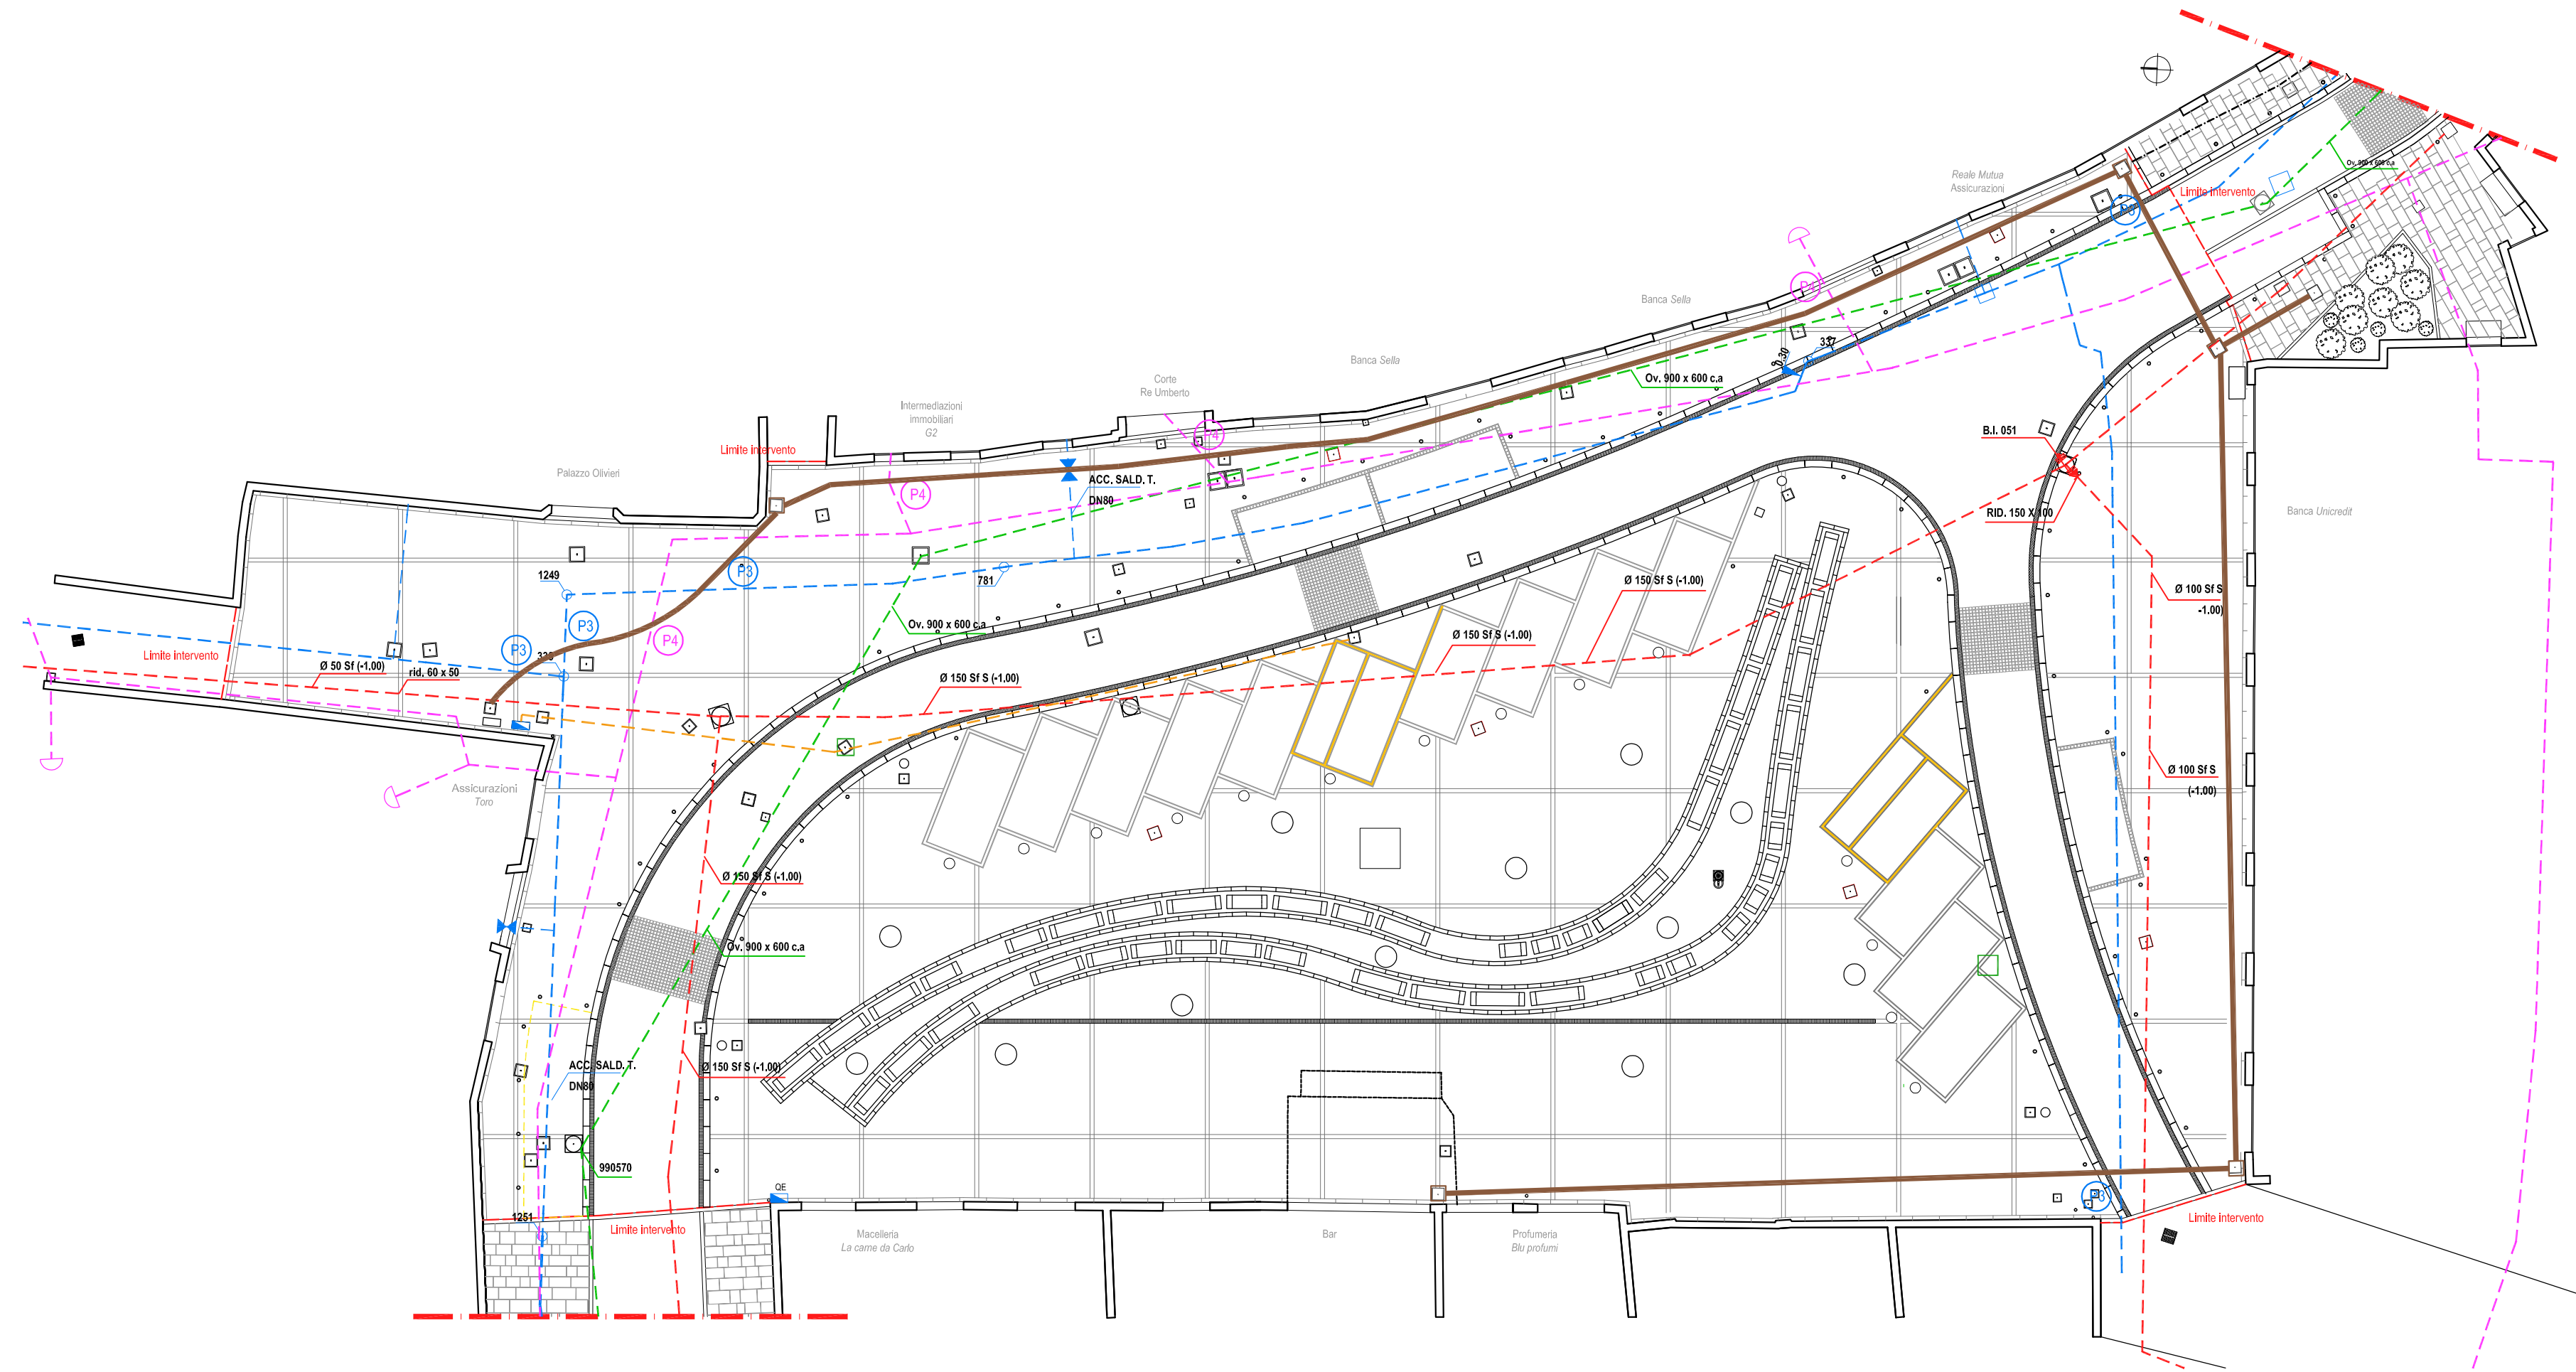 Ov. 900 x 600 c.a
Reale Mutua
Assicurazioni
Limite intervento
P3
P4
Banca Sella
337
Banca Sella
Corte
Re Umberto
Ov. 900 x 600 c.a
Intermediazioni
immobiliari
G2
P4
B.I. 051
Limite intervento
Palazzo Olivieri
ACC. SALD. T.
DN80
P4
RID. 150 X 100
Banca Unicredit
P3
1249
781
Ø 150 Sf S (-1.00)
Ø 100 Sf S
-1.00)
P3
Ov. 900 x 600 c.a
P4
Ø 150 Sf S (-1.00)
P3
Limite intervento
Ø 50 Sf (-1.00)
rid. 60 x 50
Ø 150 Sf S (-1.00)
Ø 100 Sf S
(-1.00)
Assicurazioni
Toro
Ø 150 Sf S (-1.00)
Ov. 900 x 600 c.a
ACC. SALD. T.
DN80
Ø 150 Sf S (-1.00)
990570
QE
1251
Limite intervento
Limite intervento
Macelleria
La carne da Carlo
Bar
Profumeria
Blu profumi